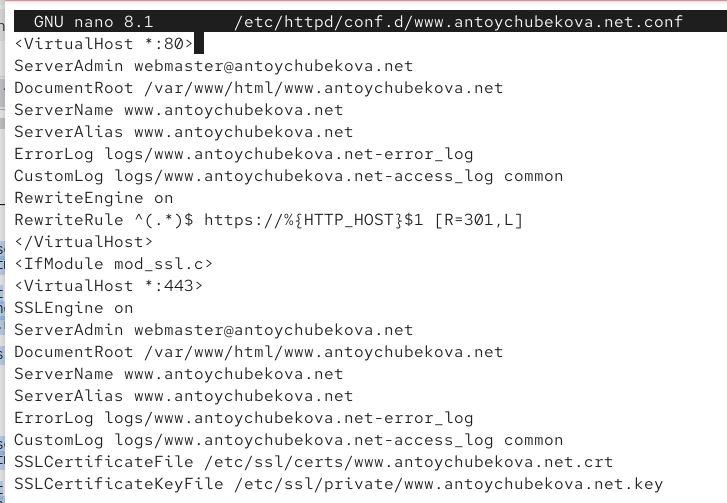 GNU nano 8.1 /etc/httpd/conf.d/www.antoychubekova.net.conf
<VirtualHost *:80>
ServerAdmin webmaster@antoychubekova.net
DocumentRoot /var/www/html/www.antoychubekova.net
ServerName www.antoychubekova.net
ServerAlias www.antoychubekova.net
ErrorLog logs/www.antoychubekova.net-error_log
CustomLog logs/www.antoychubekova.net-access_log common
RewriteEngine on
RewriteRule ^(.*)$ https://%{HTTP_HOST}$1 [R=301,L]
</VirtualHost>
<IfModule mod_ssl.c>
<VirtualHost *:443>
SSLEngine on
ServerAdmin webmaster@antoychubekova.net
DocumentRoot /var/www/html/www.antoychubekova.net
ServerName www.antoychubekova.net
ServerAlias www.antoychubekova.net
ErrorLog logs/www.antoychubekova.net-error_log
CustomLog logs/www.antoychubekova.net-access_log common
SSLCertificateFile /etc/ssl/certs/www.antoychubekova.net.crt
SSLCertificateKeyFile /etc/ssl/private/www.antoychubekova.net.key